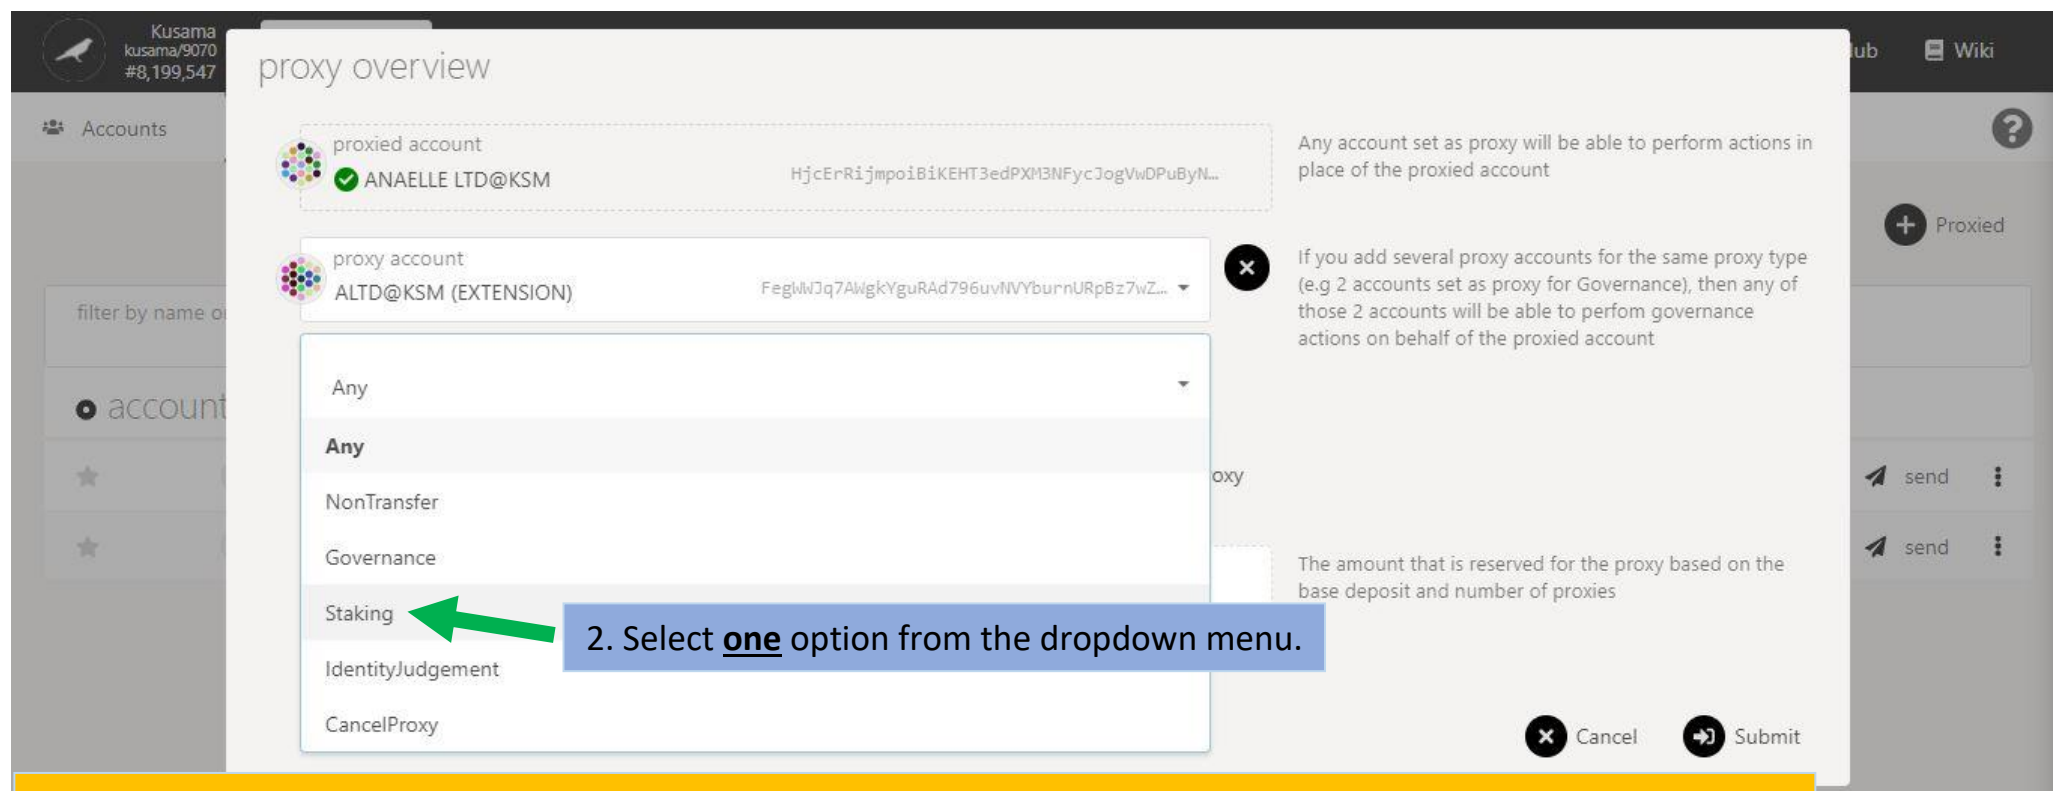 Kusama
kusama/9070
#8,199,547
lub
Wiki
proxy overview
Accounts
proxied account
ANAELLE LTD@KSM
HjcErRijmpoiBiKEHT3edPXM3NFycJogVwDPuByN…
Any account set as proxy will be able to perform actions in
place of the proxied account
Proxied
proxy account
ALTD@KSM (EXTENSION)
FegWWJq7AWgkYguRAd796uvNVYburnURpBz7wZ…
If you add several proxy accounts for the same proxy type
(e.g 2 accounts set as proxy for Governance), then any of
those 2 accounts will be able to perfom governance
actions on behalf of the proxied account
filter by name o
Any
account
Any
oxy
send
NonTransfer
Governance
send
The amount that is reserved for the proxy based on the
base deposit and number of proxies
Staking
2. Select one option from the dropdown menu.
IdentityJudgement
CancelProxy
Cancel
Submit